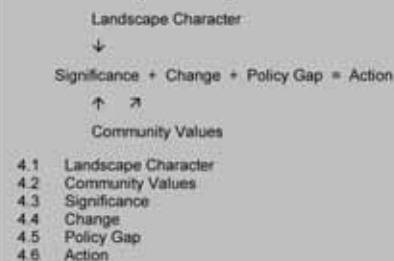 Landscape Character
↓
Significance + Change + Policy Gap = Action
↑ ↗
Community Values
4.1 Landscape Character
4.2 Community Values
4.3 Significance
4.4 Change
4.5 Policy Gap
4.6 Action